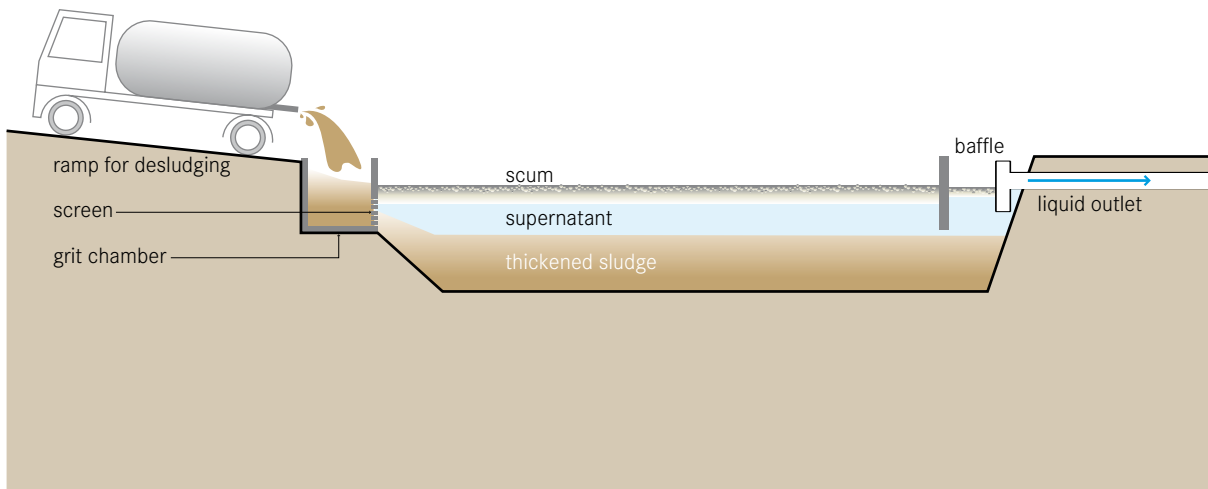 ramp for desludging
screen
grit chamber
scum
supernatant
thickened sludge
baffle
liquid outlet